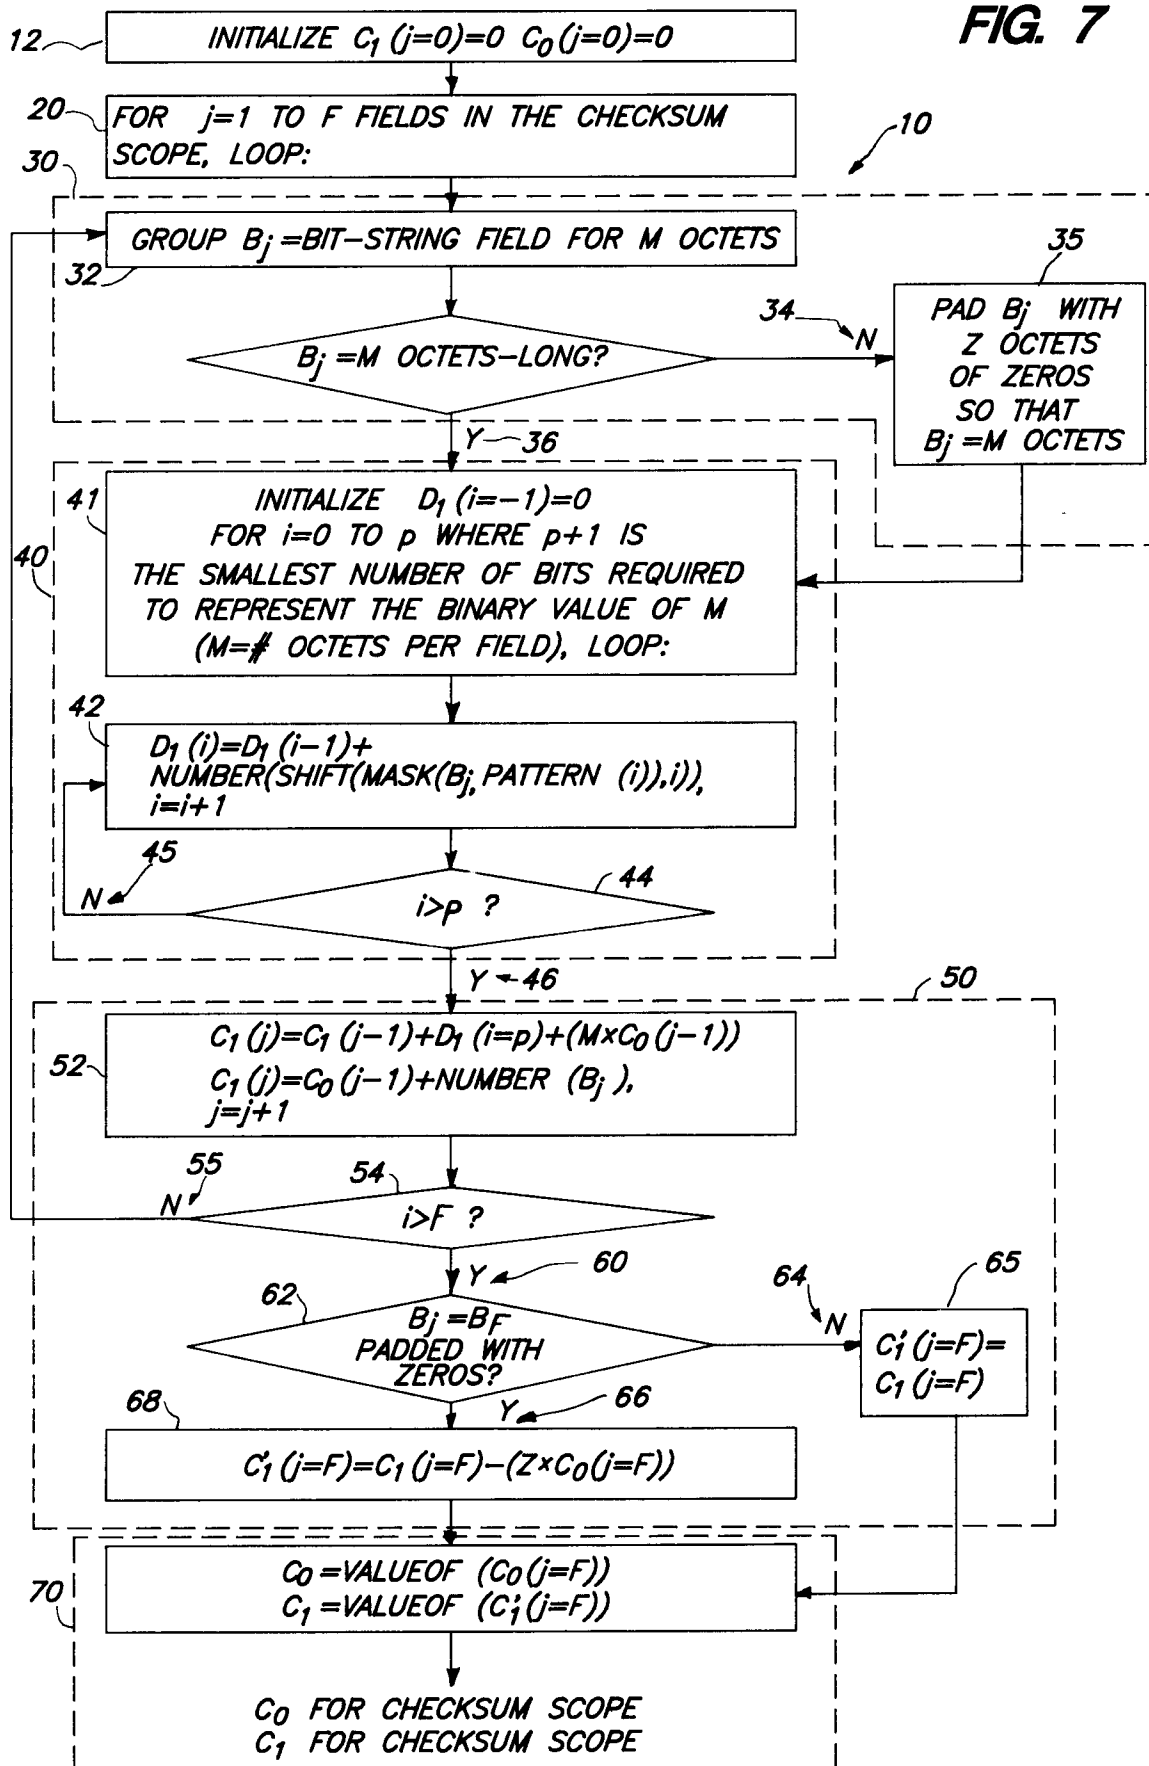 FIG. 7
12
INITIALIZE C₁(j=0)=0 C₀(j=0)=0
20
FOR j=1 TO F FIELDS IN THE CHECKSUM
SCOPE, LOOP:
10
30
GROUP Bⱼ=BIT-STRING FIELD FOR M OCTETS
32
35
34
N
Bⱼ=M OCTETS-LONG?
PAD Bⱼ WITH
Z OCTETS
OF ZEROS
SO THAT
Bⱼ=M OCTETS
Y
36
41
40
INITIALIZE D₁(i=-1)=0
FOR i=0 TO p WHERE p+1 IS
THE SMALLEST NUMBER OF BITS REQUIRED
TO REPRESENT THE BINARY VALUE OF M
(M=# OCTETS PER FIELD), LOOP:
42
D₁(i)=D₁(i-1)+
NUMBER(SHIFT(MASK(Bⱼ, PATTERN (i)),i)),
i=i+1
45
N
44
i>p ?
Y
46
50
52
C₁(j)=C₁(j-1)+D₁(i=p)+(M×C₀(j-1))
C₁(j)=C₀(j-1)+NUMBER (Bⱼ),
j=j+1
55
N
54
i>F ?
Y
60
62
64
N
65
Bⱼ=B_F
PADDED WITH
ZEROS?
C₁'(j=F)=
C₁(j=F)
68
Y
66
C₁'(j=F)=C₁(j=F)-(Z×C₀(j=F))
70
C₀=VALUEOF (C₀(j=F))
C₁=VALUEOF (C₁'(j=F))
C₀ FOR CHECKSUM SCOPE
C₁ FOR CHECKSUM SCOPE